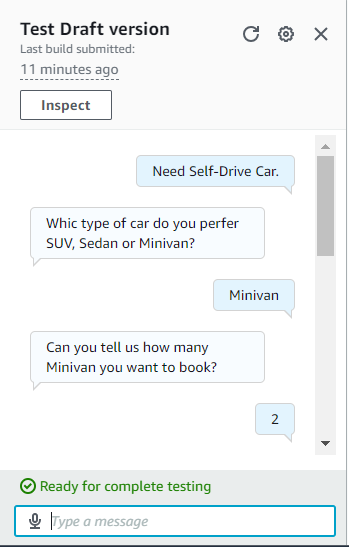 Test Draft version
Last build submitted:
11 minutes ago
Inspect
Need Self-Drive Car.
Whic type of car do you perfer
SUV, Sedan or Minivan?
Minivan
Can you tell us how many
Minivan you want to book?
2
Ready for complete testing
Type a message